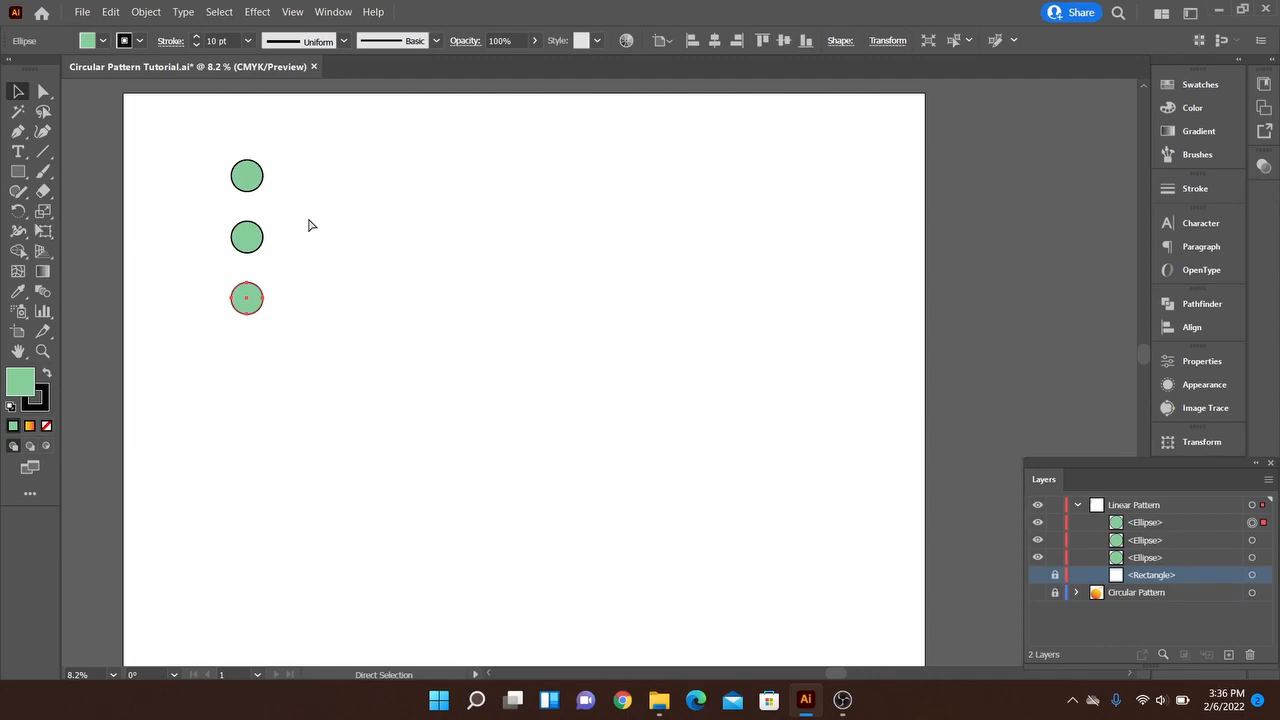 Ai File Edit Object Type Select Effect View Window Help Share
Ellipse Stroke: 10 pt Uniform Basic Opacity: 100% Style: Shape: Transform
Circular Pattern Tutorial.ai* @ 8.2 % (CMYK/Preview) ×
Swatches
Color
Gradient
Brushes
Stroke
Character
Paragraph
OpenType
Pathfinder
Align
Properties
Appearance
Image Trace
Transform
Layers
Linear Pattern
<Ellipse>
<Ellipse>
<Ellipse>
<Rectangle>
Circular Pattern
2 Layers
8.2% 0° 1 Direct Selection
Ai
3:36 PM
2/6/2022 2